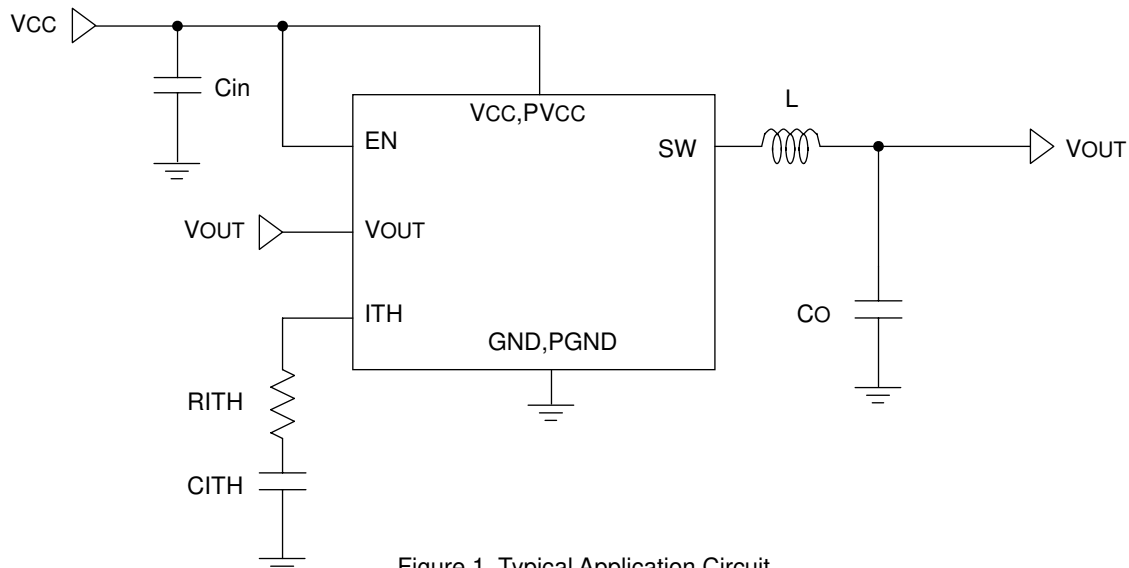 VCC
Cin
VCC,PVCC
L
EN
SW
VOUT
VOUT
VOUT
ITH
CO
GND,PGND
RITH
CITH
Figure 1. Typical Application Circuit